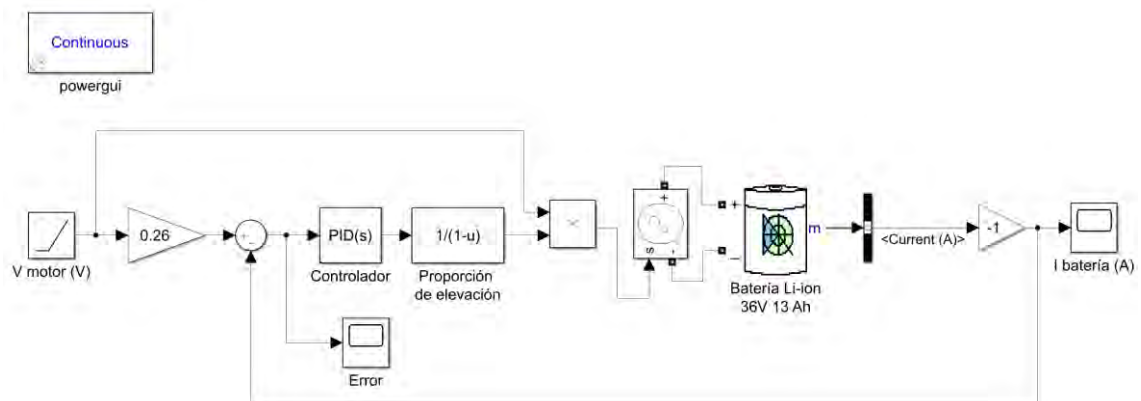 Continuous
powergui
V motor (V)
0.26
PID(s)
Controlador
1/(1-u)
Proporción
de elevación
Error
×
s
+
-
+
m
Batería Li-ion
36V 13 Ah
<Current (A)>
-1
I batería (A)